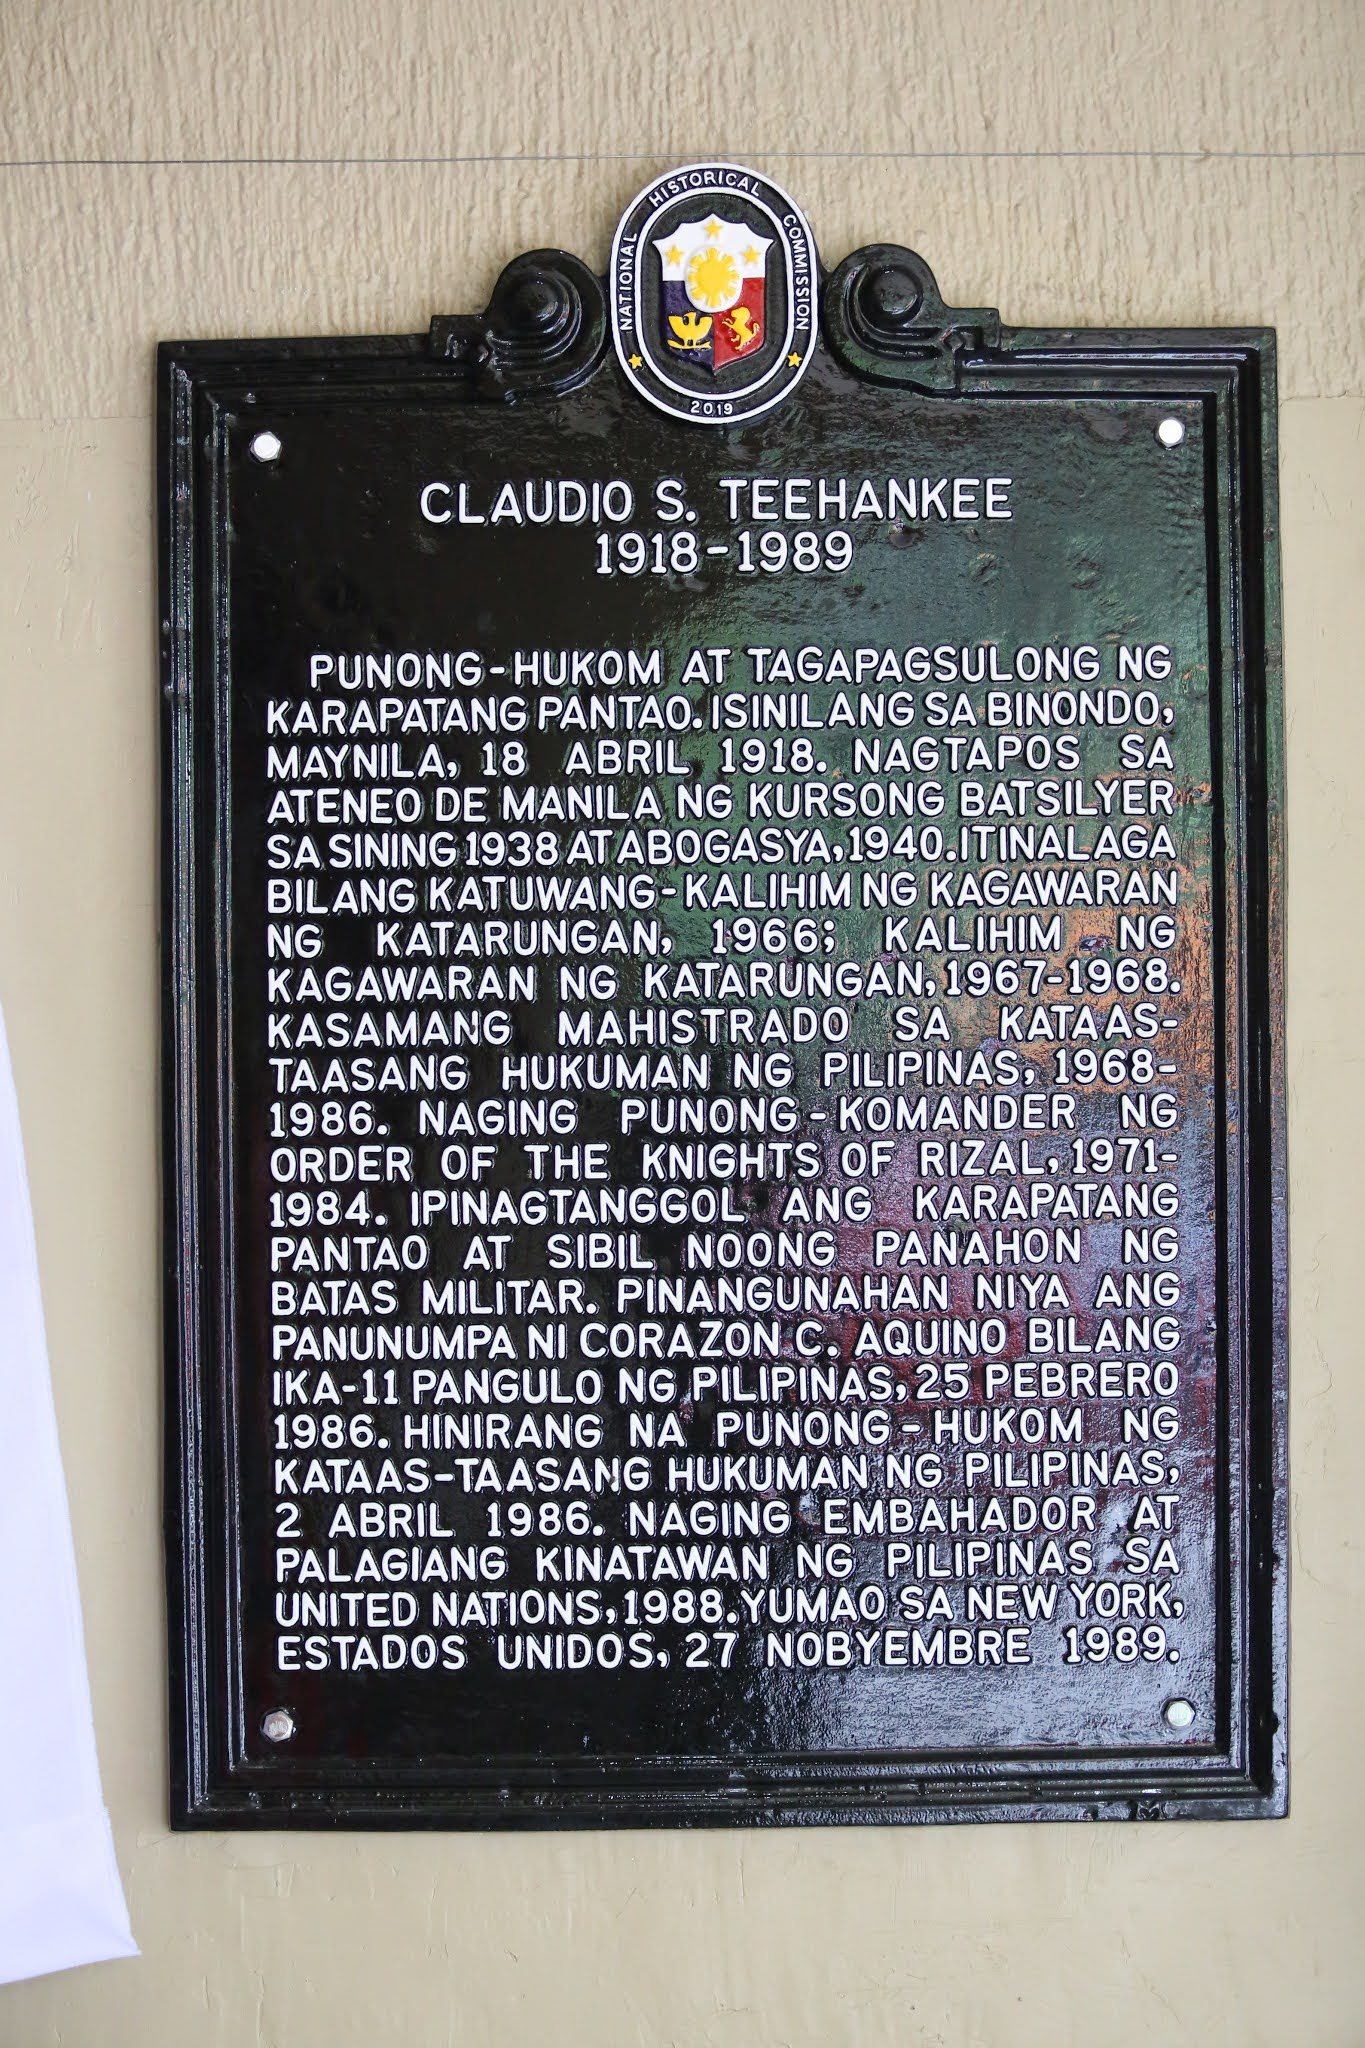 NATIONAL HISTORICAL COMMISSION
2019
CLAUDIO S. TEEHANKEE
1918-1989
PUNONG-HUKOM AT TAGAPAGSULONG NG
KARAPATANG PANTAO. ISINILANG SA BINONDO,
MAYNILA, 18 ABRIL 1918. NAGTAPOS SA
ATENEO DE MANILA NG KURSONG BATSILYER
SA SINING 1938 AT ABOGASYA, 1940. ITINALAGA
BILANG KATUWANG-KALIHIM NG KAGAWARAN
NG KATARUNGAN, 1966; KALIHIM NG
KAGAWARAN NG KATARUNGAN, 1967-1968.
KASAMANG MAHISTRADO SA KATAAS-
TAASANG HUKUMAN NG PILIPINAS, 1968-
1986. NAGING PUNONG-KOMANDER NG
ORDER OF THE KNIGHTS OF RIZAL, 1971-
1984. IPINAGTANGGOL ANG KARAPATANG
PANTAO AT SIBIL NOONG PANAHON NG
BATAS MILITAR. PINANGUNAHAN NIYA ANG
PANUNUMPA NI CORAZON C. AQUINO BILANG
IKA-11 PANGULO NG PILIPINAS, 25 PEBRERO
1986. HINIRANG NA PUNONG-HUKOM NG
KATAAS-TAASANG HUKUMAN NG PILIPINAS,
2 ABRIL 1986. NAGING EMBAHADOR AT
PALAGIANG KINATAWAN NG PILIPINAS SA
UNITED NATIONS, 1988. YUMAO SA NEW YORK,
ESTADOS UNIDOS, 27 NOBYEMBRE 1989.